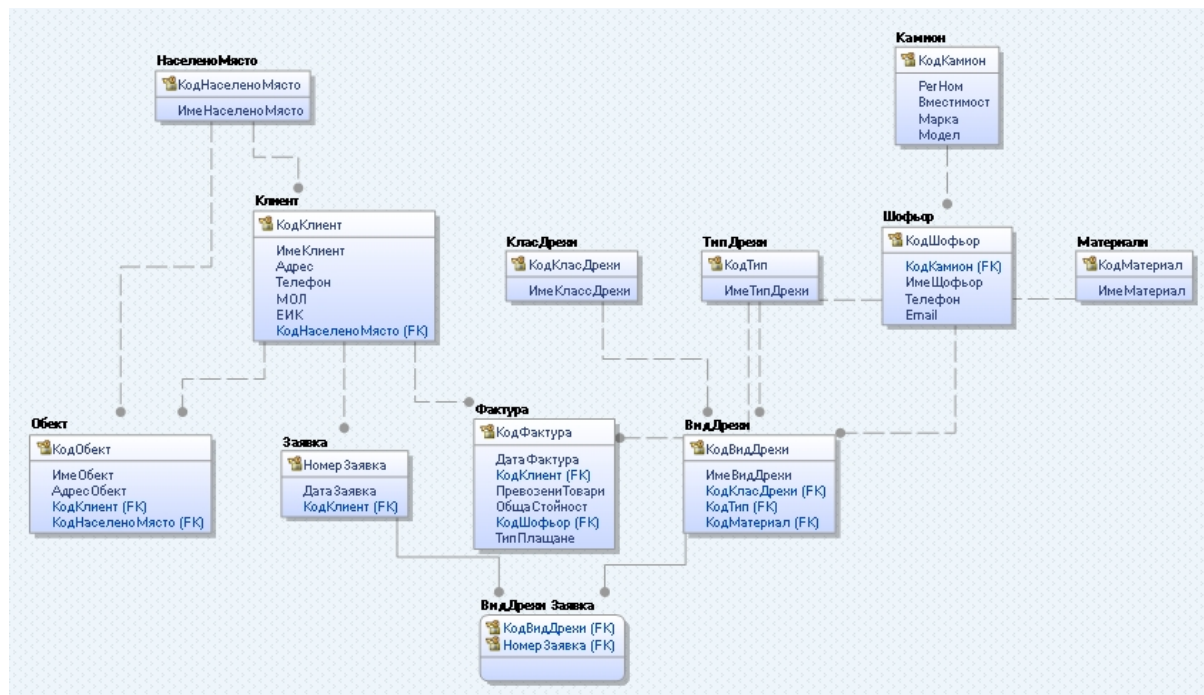 НаселеноМясто
КодНаселеноМясто
ИмеНаселеноМясто
Камион
КодКамион
РегНом
Вместимост
Марка
Модел
Клиент
КодКлиент
ИмеКлиент
Адрес
Телефон
МОЛ
ЕИК
КодНаселеноМясто (FK)
КласДрехи
КодКласДрехи
ИмеКлассДрехи
ТипДрехи
КодТип
ИмеТипДрехи
Шофьор
КодШофьор
КодКамион (FK)
ИмеШофьор
Телефон
Email
Материали
КодМатериал
ИмеМатериал
Обект
КодОбект
ИмеОбект
АдресОбект
КодКлиент (FK)
КодНаселеноМясто (FK)
Заявка
НомерЗаявка
ДатаЗаявка
КодКлиент (FK)
Фактура
КодФактура
ДатаФактура
КодКлиент (FK)
ПревозениТовари
ОбщаСтойност
КодШофьор (FK)
ТипПлащане
ВидДрехи
КодВидДрехи
ИмеВидДрехи
КодКласДрехи (FK)
КодТип (FK)
КодМатериал (FK)
ВидДрехи_Заявка
КодВидДрехи (FK)
НомерЗаявка (FK)